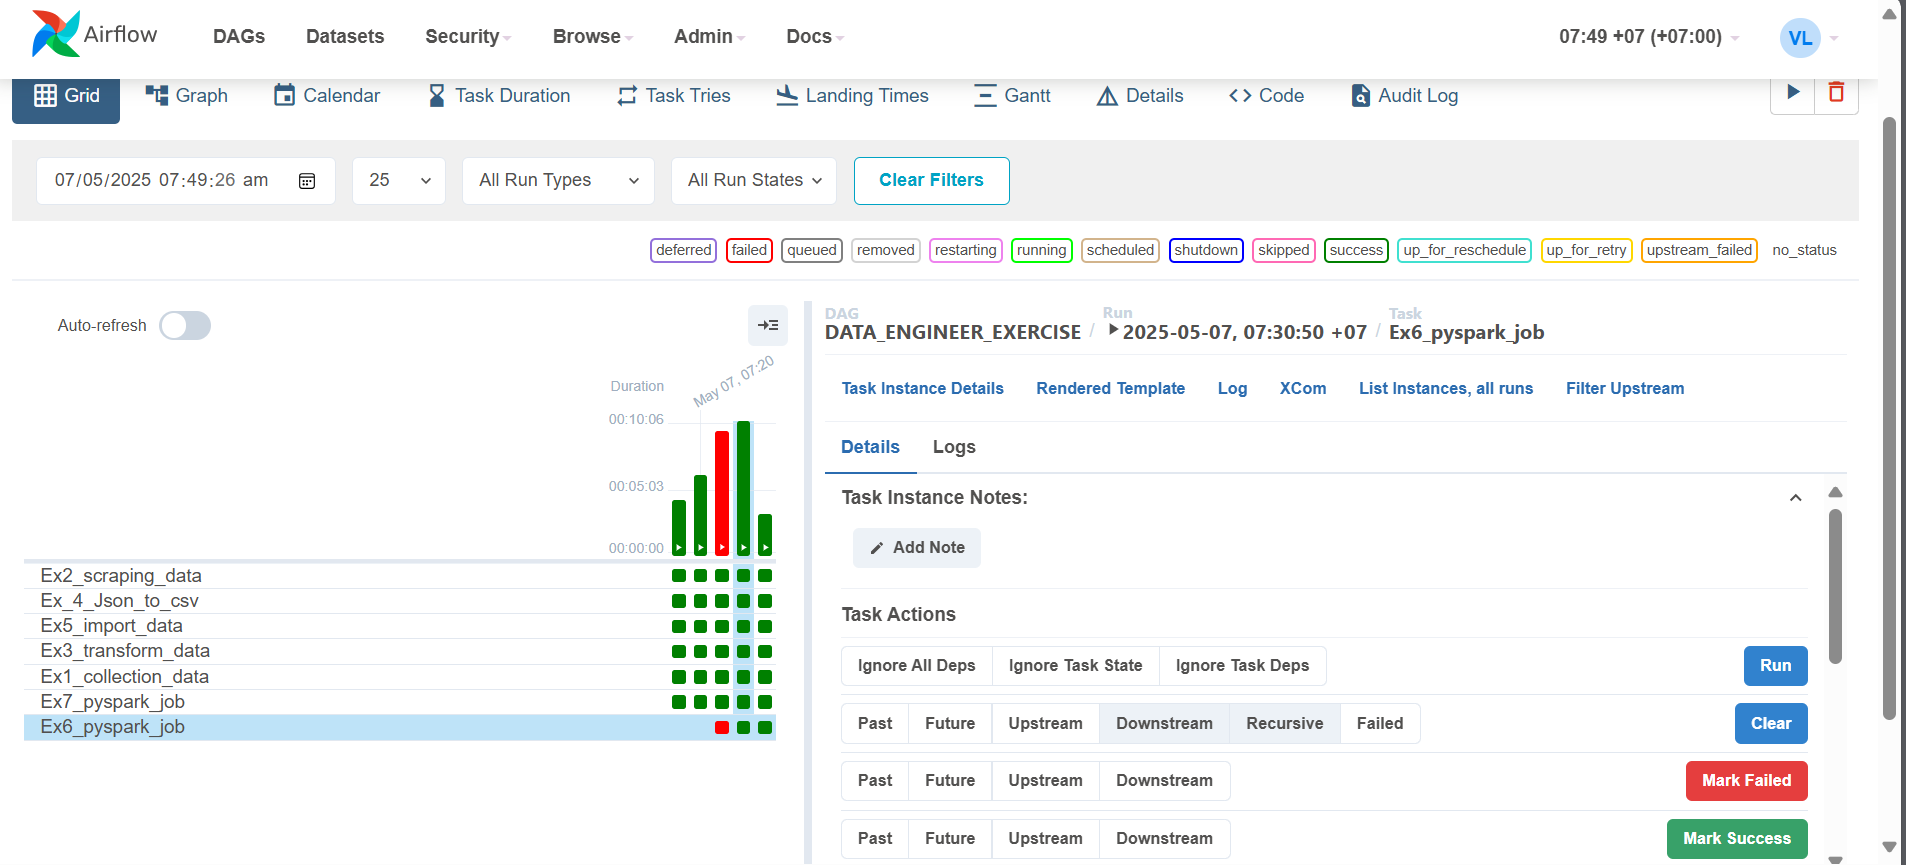 Airflow DAGs Datasets Security Browse Admin Docs 07:49 +07 (+07:00) VL
Grid Graph Calendar Task Duration Task Tries Landing Times Gantt Details Code Audit Log
07/05/2025 07:49:26 am 25 All Run Types All Run States Clear Filters
deferred failed queued removed restarting running scheduled shutdown skipped success up_for_reschedule up_for_retry upstream_failed no_status
Auto-refresh
May 07, 07:20
Duration
00:10:06
00:05:03
00:00:00
Ex2_scraping_data
Ex_4_Json_to_csv
Ex5_import_data
Ex3_transform_data
Ex1_collection_data
Ex7_pyspark_job
Ex6_pyspark_job
DAG Run Task
DATA_ENGINEER_EXERCISE / 2025-05-07, 07:30:50 +07 / Ex6_pyspark_job
Task Instance Details Rendered Template Log XCom List Instances, all runs Filter Upstream
Details Logs
Task Instance Notes:
Add Note
Task Actions
Ignore All Deps Ignore Task State Ignore Task Deps Run
Past Future Upstream Downstream Recursive Failed Clear
Past Future Upstream Downstream Mark Failed
Past Future Upstream Downstream Mark Success